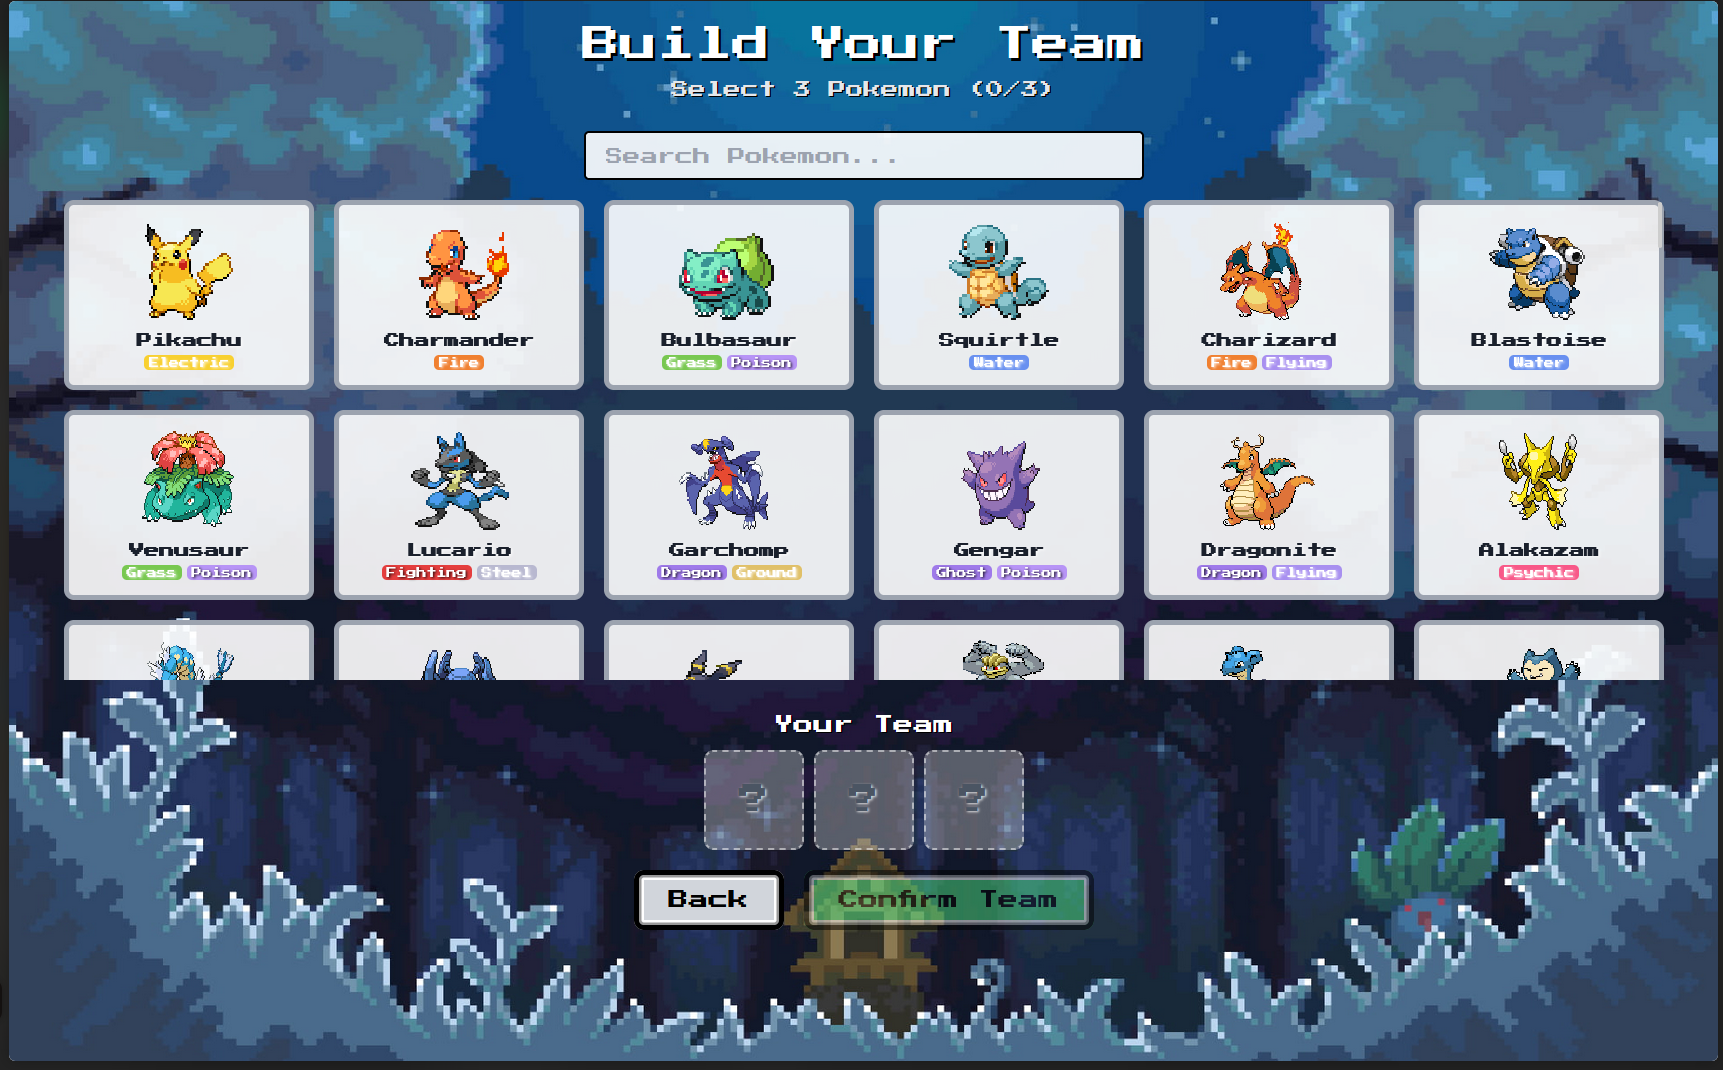 Build Your Team
Select 3 Pokemon (0/3)
Search Pokemon...
Pikachu
Electric
Charmander
Fire
Bulbasaur
Grass Poison
Squirtle
Water
Charizard
Fire Flying
Blastoise
Water
Venusaur
Grass Poison
Lucario
Fighting Steel
Garchomp
Dragon Ground
Gengar
Ghost Poison
Dragonite
Dragon Flying
Alakazam
Psychic
Your Team
? ? ?
Back
Confirm Team